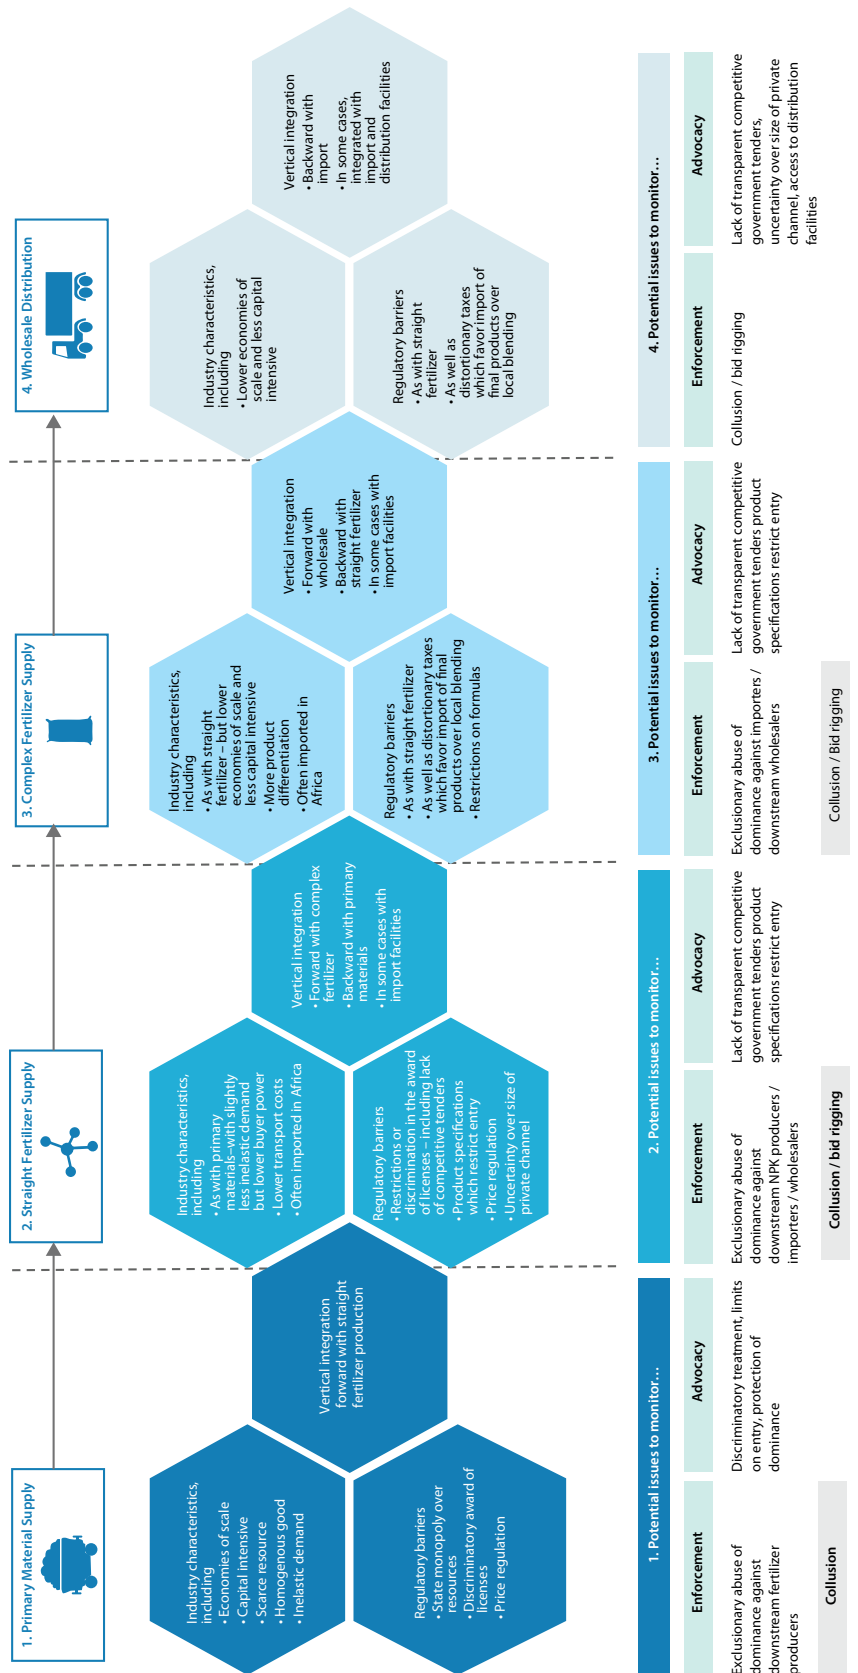 1. Primary Material Supply
2. Straight Fertilizer Supply
3. Complex Fertilizer Supply
4. Wholesale Distribution
Industry characteristics,
including
• Economies of scale
• Capital intensive
• Scarce resource
• Homogenous good
• Inelastic demand
Regulatory barriers
• State monopoly over
resources
• Discriminatory award of
licenses
• Price regulation
Vertical integration
forward with straight
fertilizer production
Industry characteristics,
including
• As with primary
materials–with slightly
less inelastic demand
but lower buyer power
• Lower transport costs
• Often imported in Africa
Regulatory barriers
• Restrictions or
discrimination in the award
of licenses – including lack
of competitive tenders
• Product specifications
which restrict entry
• Price regulation
• Uncertainty over size of
private channel
Vertical integration
• Forward with complex
fertilizer
• Backward with primary
materials
• In some cases with
import facilities
Industry characteristics,
including
• As with straight
fertilizer – but lower
economies of scale and
less capital intensive
• More product
differentiation
• Often imported in
Africa
Regulatory barriers
• As with straight fertilizer
• As well as distortionary taxes
which favor import of final
products over local blending
• Restrictions on formulas
Vertical integration
• Forward with
wholesale
• Backward with
straight fertilizer
• In some cases with
import facilities
Industry characteristics,
including
• Lower economies of
scale and less capital
intensive
Regulatory barriers
• As with straight
fertilizer
• As well as
distortionary taxes
which favor import of
final products over
local blending
Vertical integration
• Backward with
import
• In some cases,
integrated with
import and
distribution facilities
1. Potential issues to monitor…
Enforcement
Exclusionary abuse of
dominance against
downstream fertilizer
producers
Collusion
Advocacy
Discriminatory treatment, limits
on entry, protection of
dominance
2. Potential issues to monitor…
Enforcement
Exclusionary abuse of
dominance against
downstream NPK producers /
importers / wholesalers
Collusion / bid rigging
Advocacy
Lack of transparent competitive
government tenders product
specifications restrict entry
3. Potential issues to monitor…
Enforcement
Exclusionary abuse of
dominance against importers /
downstream wholesalers
Collusion / Bid rigging
Advocacy
Lack of transparent competitive
government tenders product
specifications restrict entry
4. Potential issues to monitor…
Enforcement
Collusion / bid rigging
Advocacy
Lack of transparent competitive
government tenders,
uncertainty over size of private
channel, access to distribution
facilities